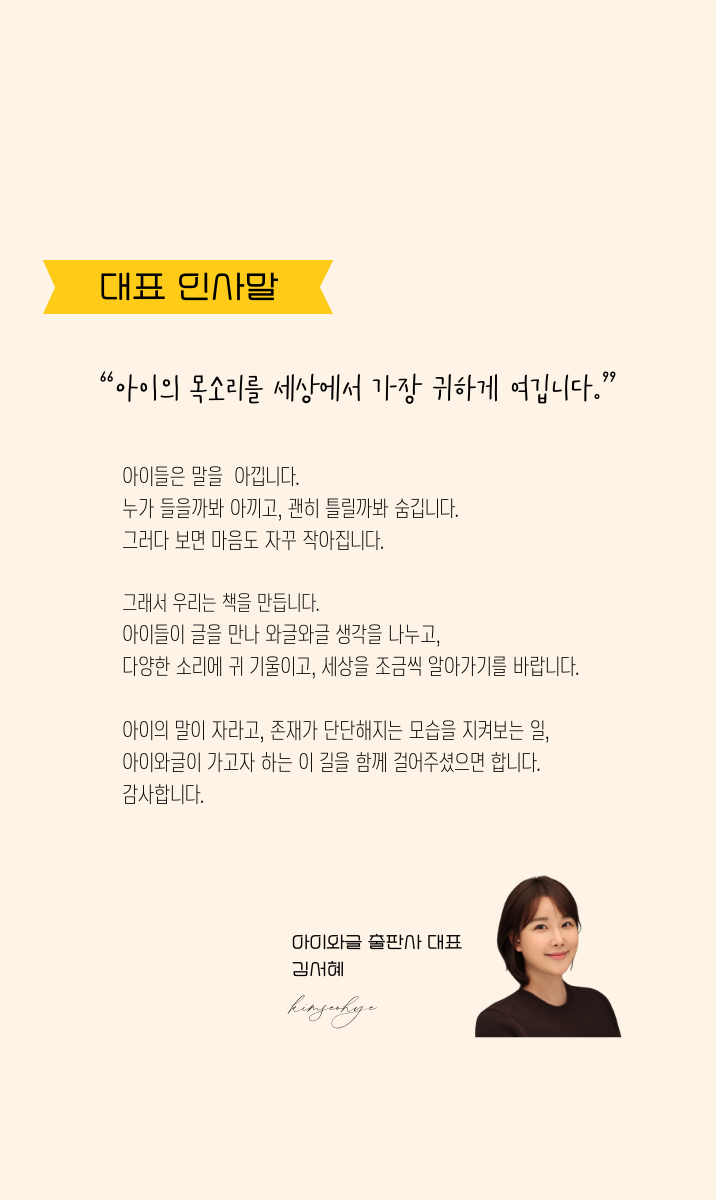 대표 인사말
“아이의 목소리를 세상에서 가장 귀하게 여깁니다.”
아이들은 말을  아낍니다.
누가 들을까봐 아끼고, 괜히 틀릴까봐 숨깁니다.
그러다 보면 마음도 자꾸 작아집니다.
그래서 우리는 책을 만듭니다.
아이들이 글을 만나 와글와글 생각을 나누고,
다양한 소리에 귀 기울이고, 세상을 조금씩 알아가기를 바랍니다.
아이의 말이 자라고, 존재가 단단해지는 모습을 지켜보는 일,
아이와글이 가고자 하는 이 길을 함께 걸어주셨으면 합니다.
감사합니다.
아이와글 출판사 대표
김서혜
kimseohye